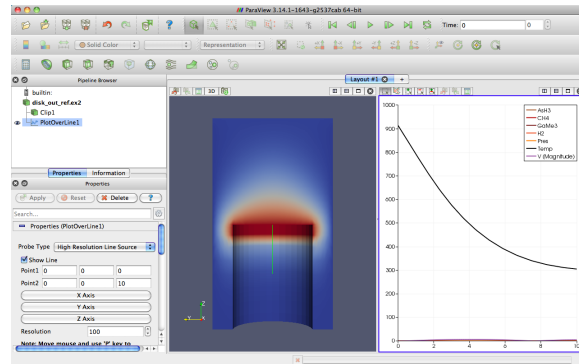 ParaView 3.14.1-1643-g2537cab 64-bit
Time: 0 0
Solid Color Representation
Pipeline Browser
builtin:
disk_out_ref.ex2
Clip1
PlotOverLine1
Properties Information
Properties
Apply Reset Delete ?
Search...
Properties (PlotOverLine1)
Probe Type High Resolution Line Source
Show Line
Point1 0 0 0
Point2 0 0 10
X Axis
Y Axis
Z Axis
Resolution 100
Note: Move mouse and use 'P' key to
Layout #1 +
3D
Z
Y X
1000
900
800
700
600
500
400
300
200
100
0
0 2 4 6 8 10
AsH3
CH4
GaMe3
H2
Pres
Temp
V (Magnitude)